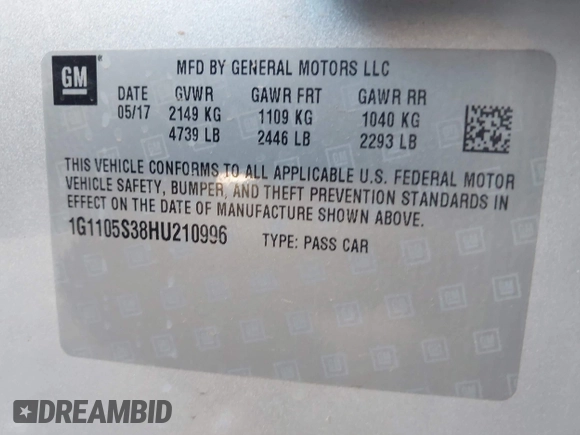 GM
MFD BY GENERAL MOTORS LLC
DATE GVWR GAWR FRT GAWR RR
05/17 2149 KG 1109 KG 1040 KG
4739 LB 2446 LB 2293 LB
THIS VEHICLE CONFORMS TO ALL APPLICABLE U.S. FEDERAL MOTOR
VEHICLE SAFETY, BUMPER, AND THEFT PREVENTION STANDARDS IN
EFFECT ON THE DATE OF MANUFACTURE SHOWN ABOVE.
1G1105S38HU210996 TYPE: PASS CAR
DREAMBID